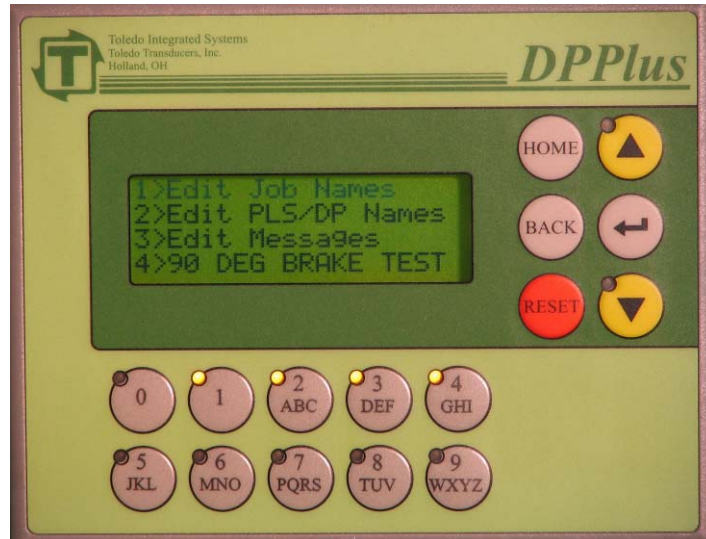 T
Toledo Integrated Systems
Toledo Transducers, Inc.
Holland, OH
DPPlus
1>Edit Job Names
2>Edit PLS/DP Names
3>Edit Messages
4>90 DEG BRAKE TEST
HOME
BACK
RESET
0
1
2
ABC
3
DEF
4
GHI
5
JKL
6
MNO
7
PQRS
8
TUV
9
WXYZ